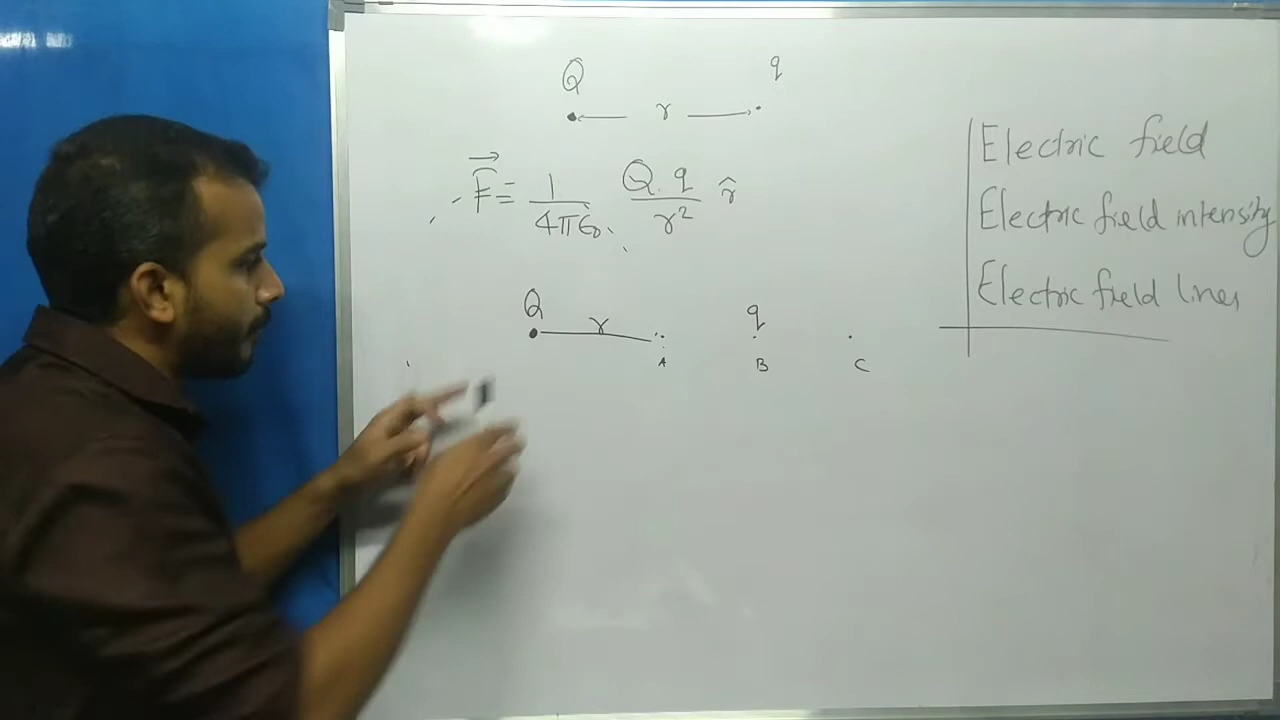 Q q
r
F = 1/4πε₀ Q.q/r² r̂
Q r q
A B C
Electric field
Electric field intensity
Electric field lines